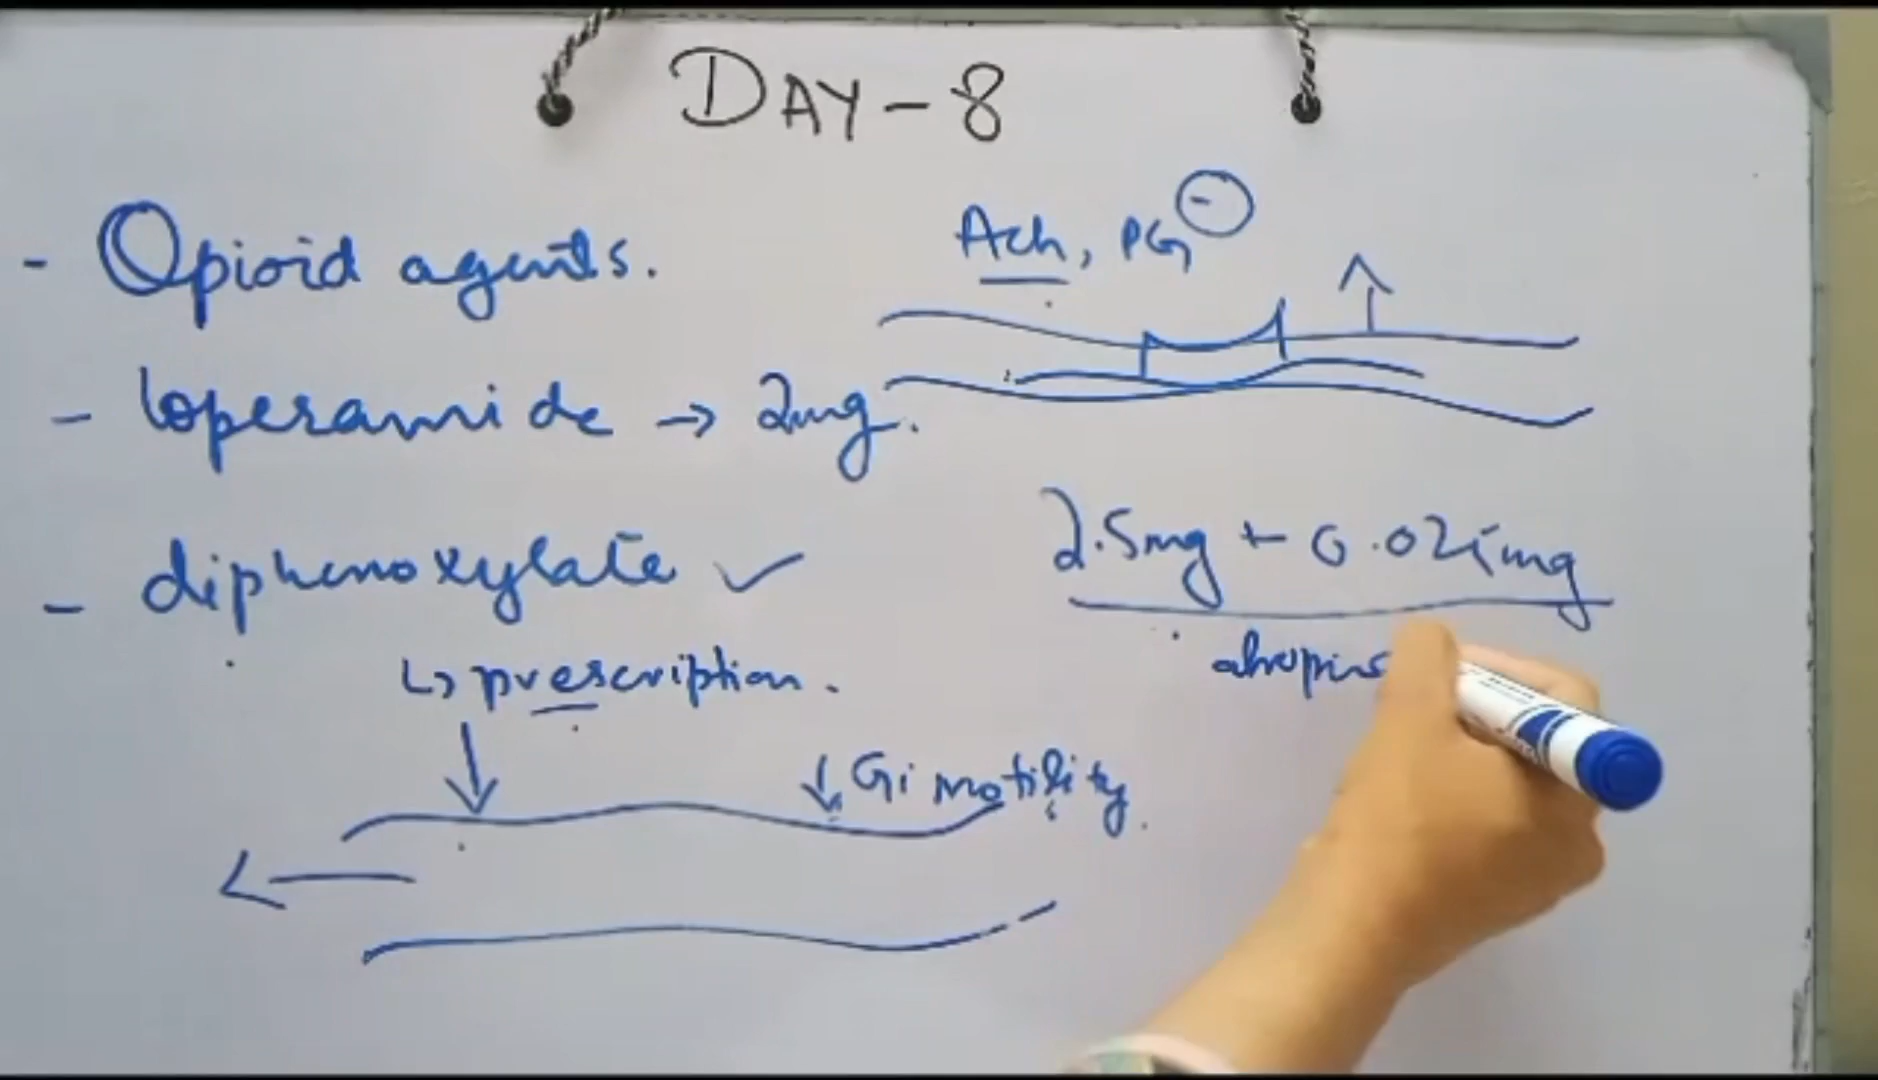 DAY - 8
- Opioid agents.
Ach, PG ⊖
- loperamide → 2mg.
- diphenoxylate ✓
2.5mg + 0.025mg
↳ prescription.
↓ Gi motility.